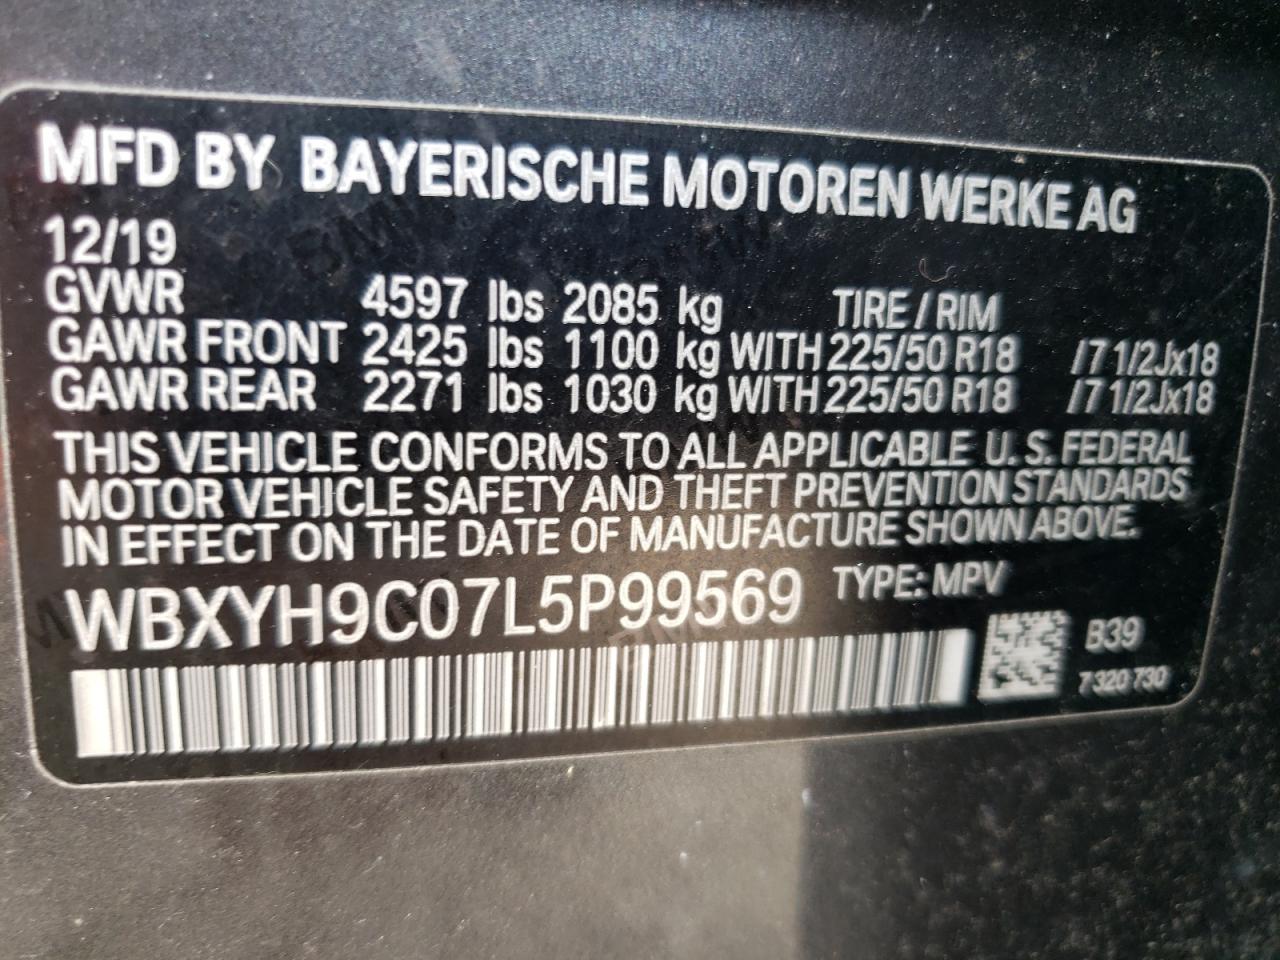 MFD BY BAYERISCHE MOTOREN WERKE AG
12/19
GVWR 4597 lbs 2085 kg TIRE / RIM
GAWR FRONT 2425 lbs 1100 kg WITH 225/50 R18 /7 1/2Jx18
GAWR REAR 2271 lbs 1030 kg WITH 225/50 R18 /7 1/2Jx18
THIS VEHICLE CONFORMS TO ALL APPLICABLE U.S. FEDERAL
MOTOR VEHICLE SAFETY AND THEFT PREVENTION STANDARDS
IN EFFECT ON THE DATE OF MANUFACTURE SHOWN ABOVE.
WBXYH9C07L5P99569 TYPE: MPV
B39
7 320 730